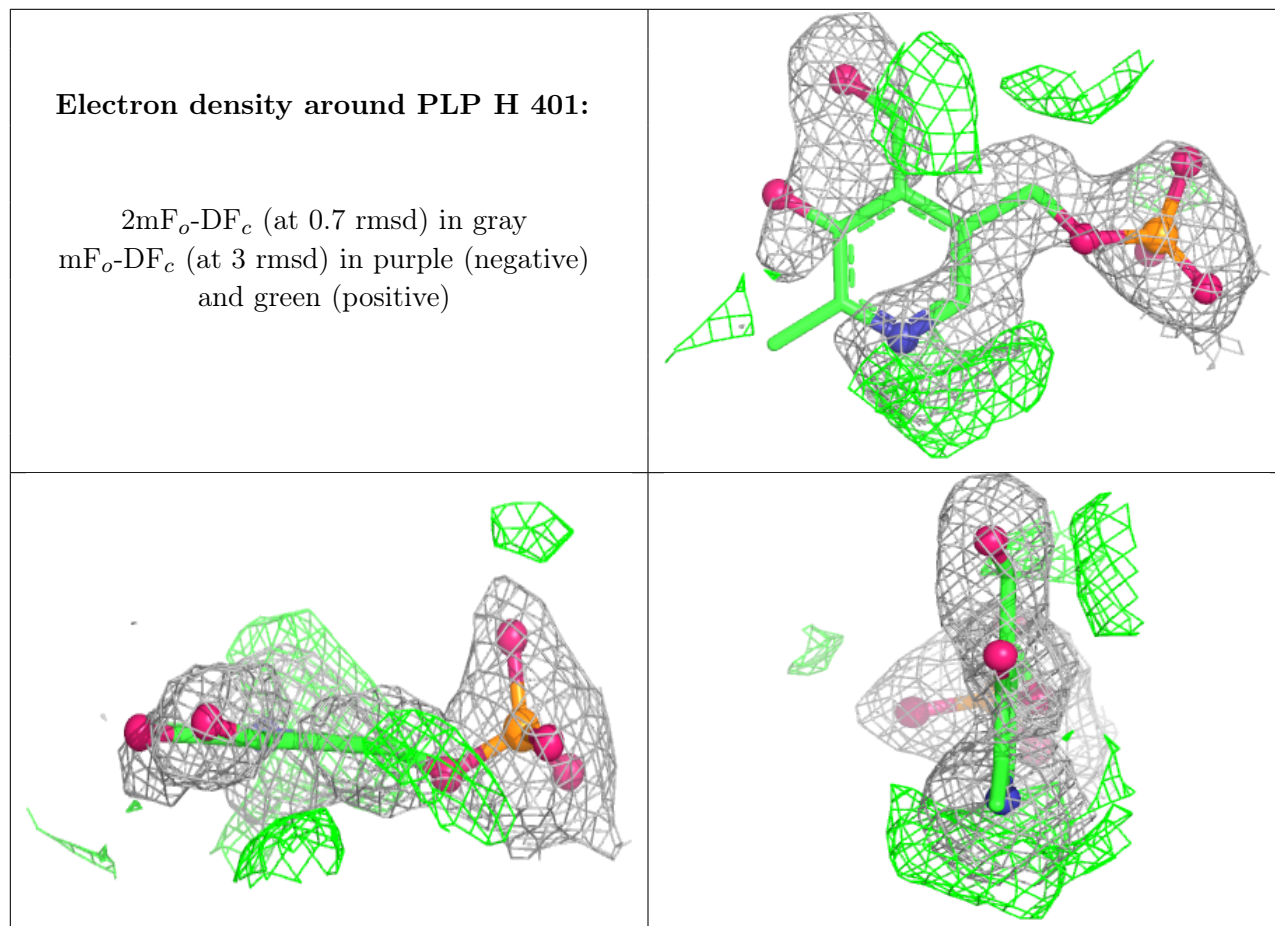 Electron density around PLP H 401:
2mFo-DFc (at 0.7 rmsd) in gray
mFo-DFc (at 3 rmsd) in purple (negative)
and green (positive)